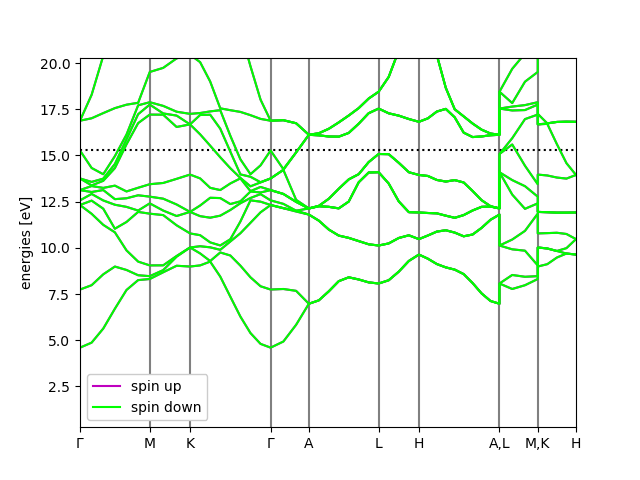 20.0
17.5
15.0
12.5
10.0
7.5
5.0
2.5
energies [eV]
spin up
spin down
Γ M K Γ A L H A,L M,K H